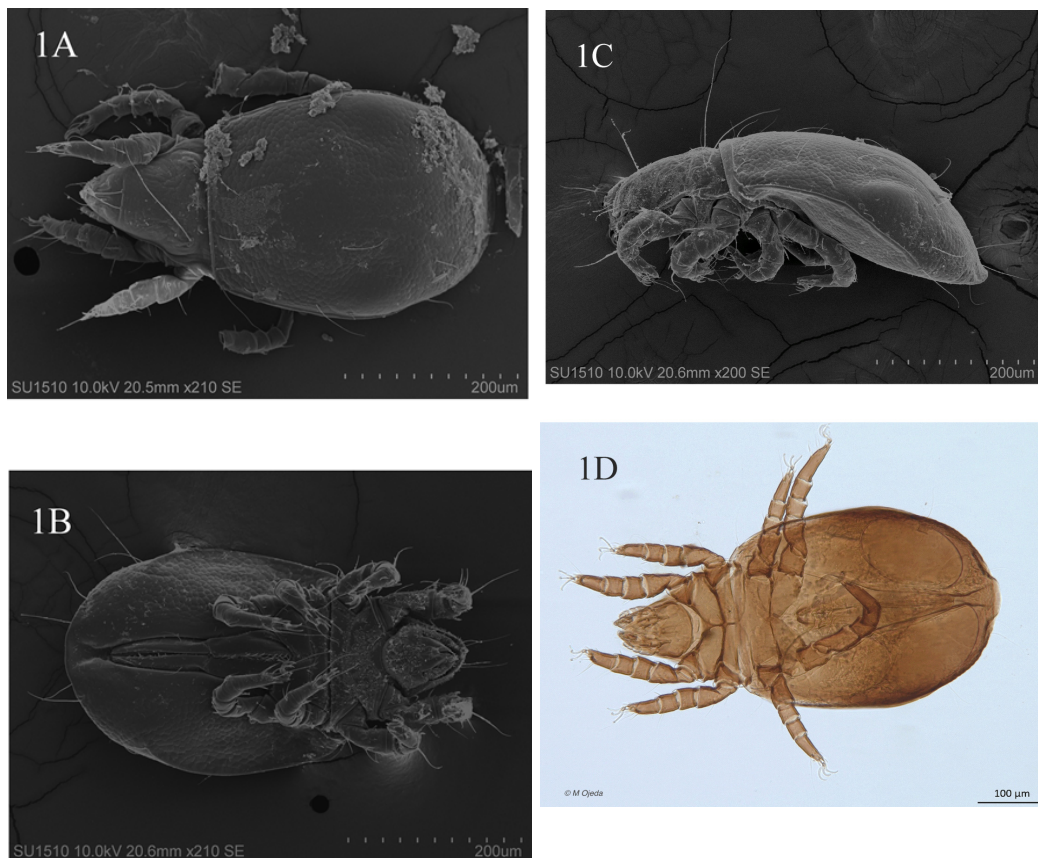 1A
SU1510 10.0kV 20.5mm x210 SE
200um
1C
SU1510 10.0kV 20.6mm x200 SE
200um
1B
SU1510 10.0kV 20.6mm x210 SE
200um
1D
© M Ojeda
100 µm